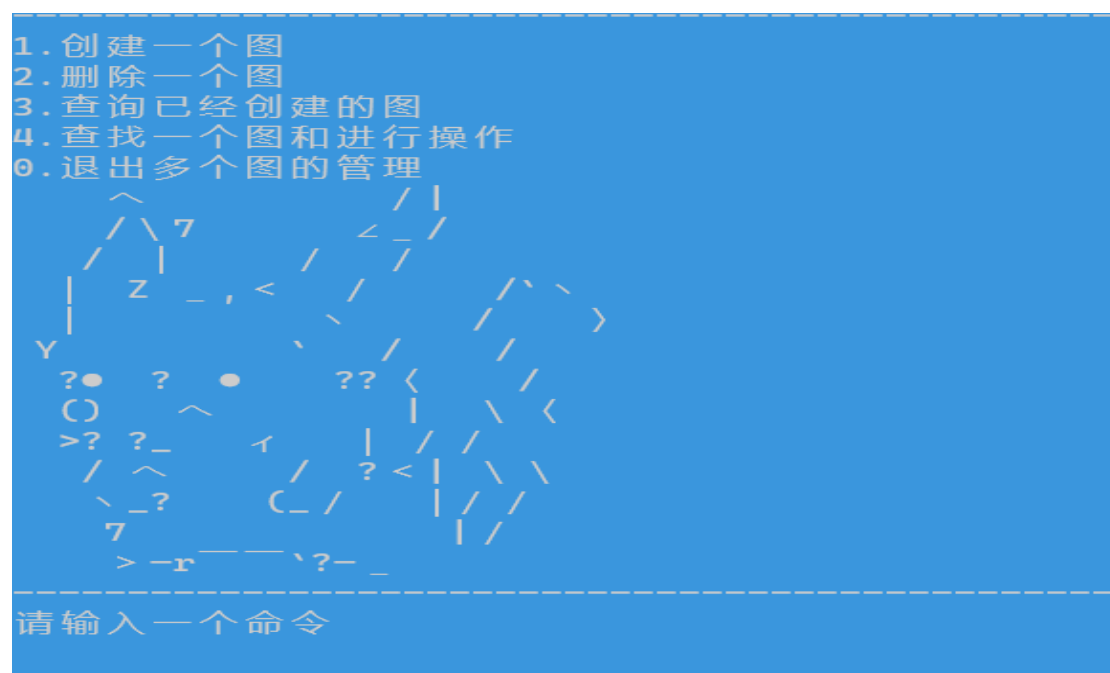 1.创建一个图
2.删除一个图
3.查询已经创建的图
4.查找一个图和进行操作
0.退出多个图的管理
请输入一个命令